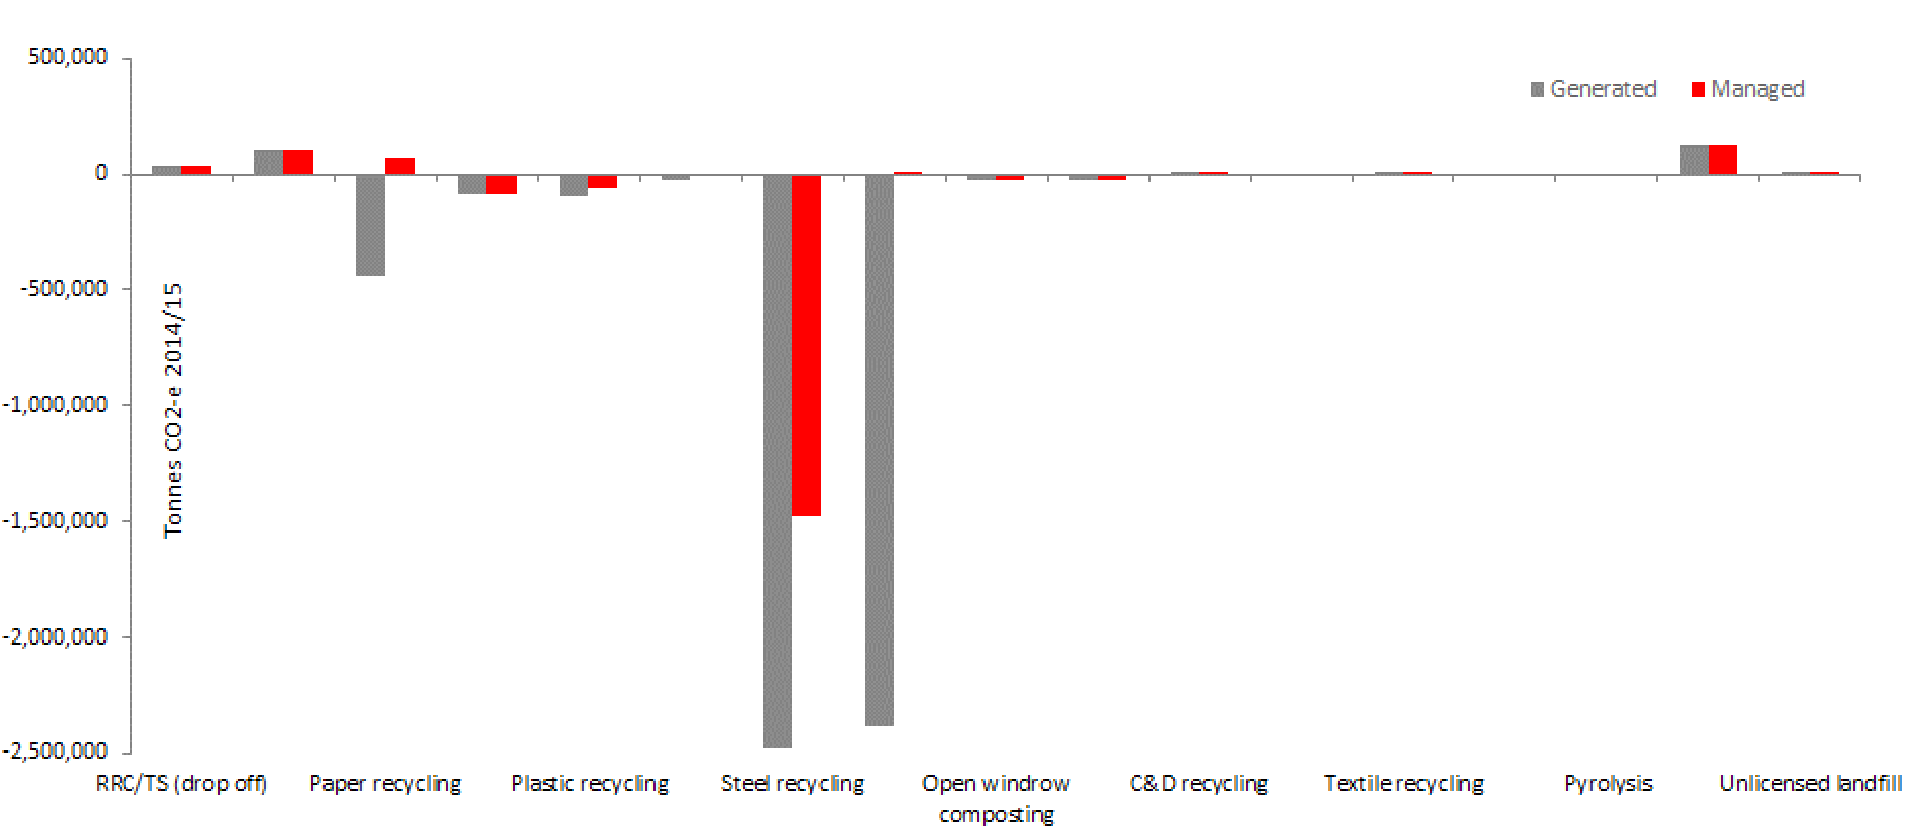 500,000
Generated Managed
0
-500,000
-1,000,000
-1,500,000
-2,000,000
-2,500,000
Tonnes CO2-e 2014/15
RRC/TS (drop off) Paper recycling Plastic recycling Steel recycling Open windrow C&D recycling Textile recycling Pyrolysis Unlicensed landfill
composting